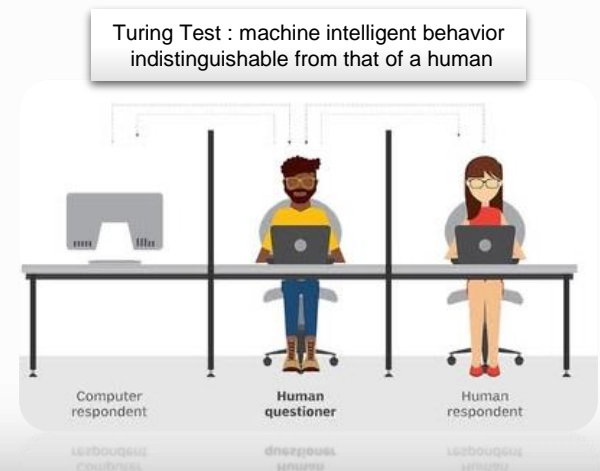 Turing Test : machine intelligent behavior
indistinguishable from that of a human
Computer
respondent
Human
questioner
Human
respondent